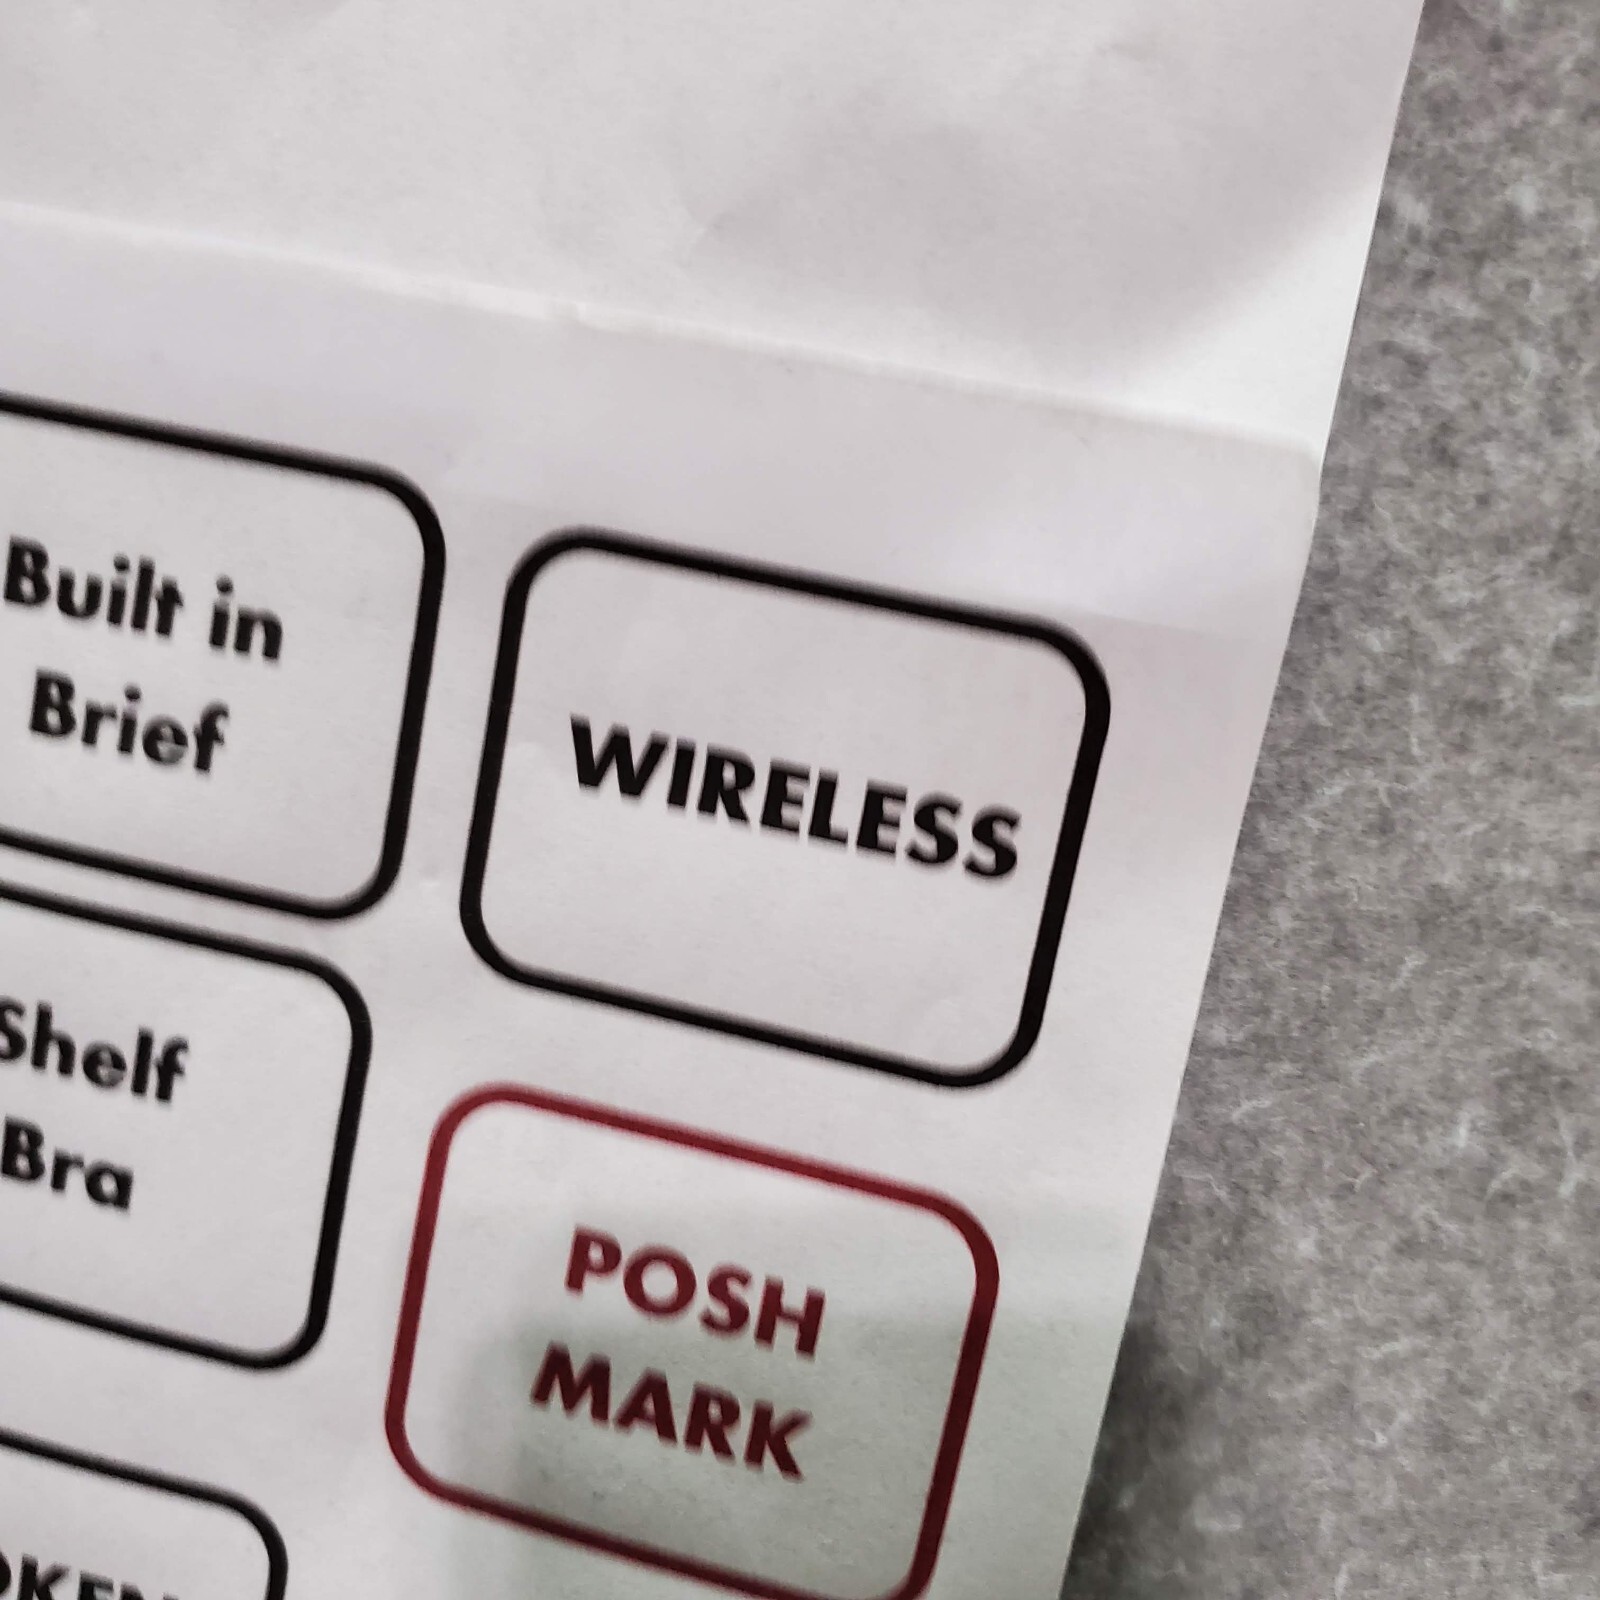 Built in
Brief
WIRELESS
Shelf
Bra
POSH
MARK